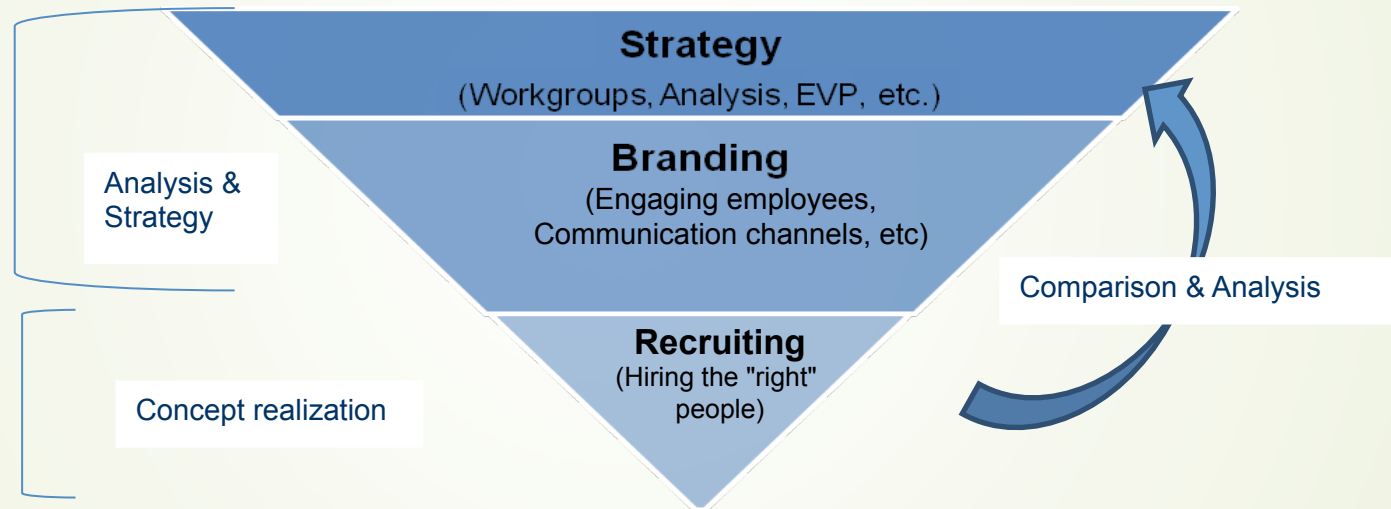 Strategy
(Workgroups, Analysis, EVP, etc.)
Branding
(Engaging employees,
Communication channels, etc)
Analysis &
Strategy
Comparison & Analysis
Recruiting
(Hiring the "right"
people)
Concept realization